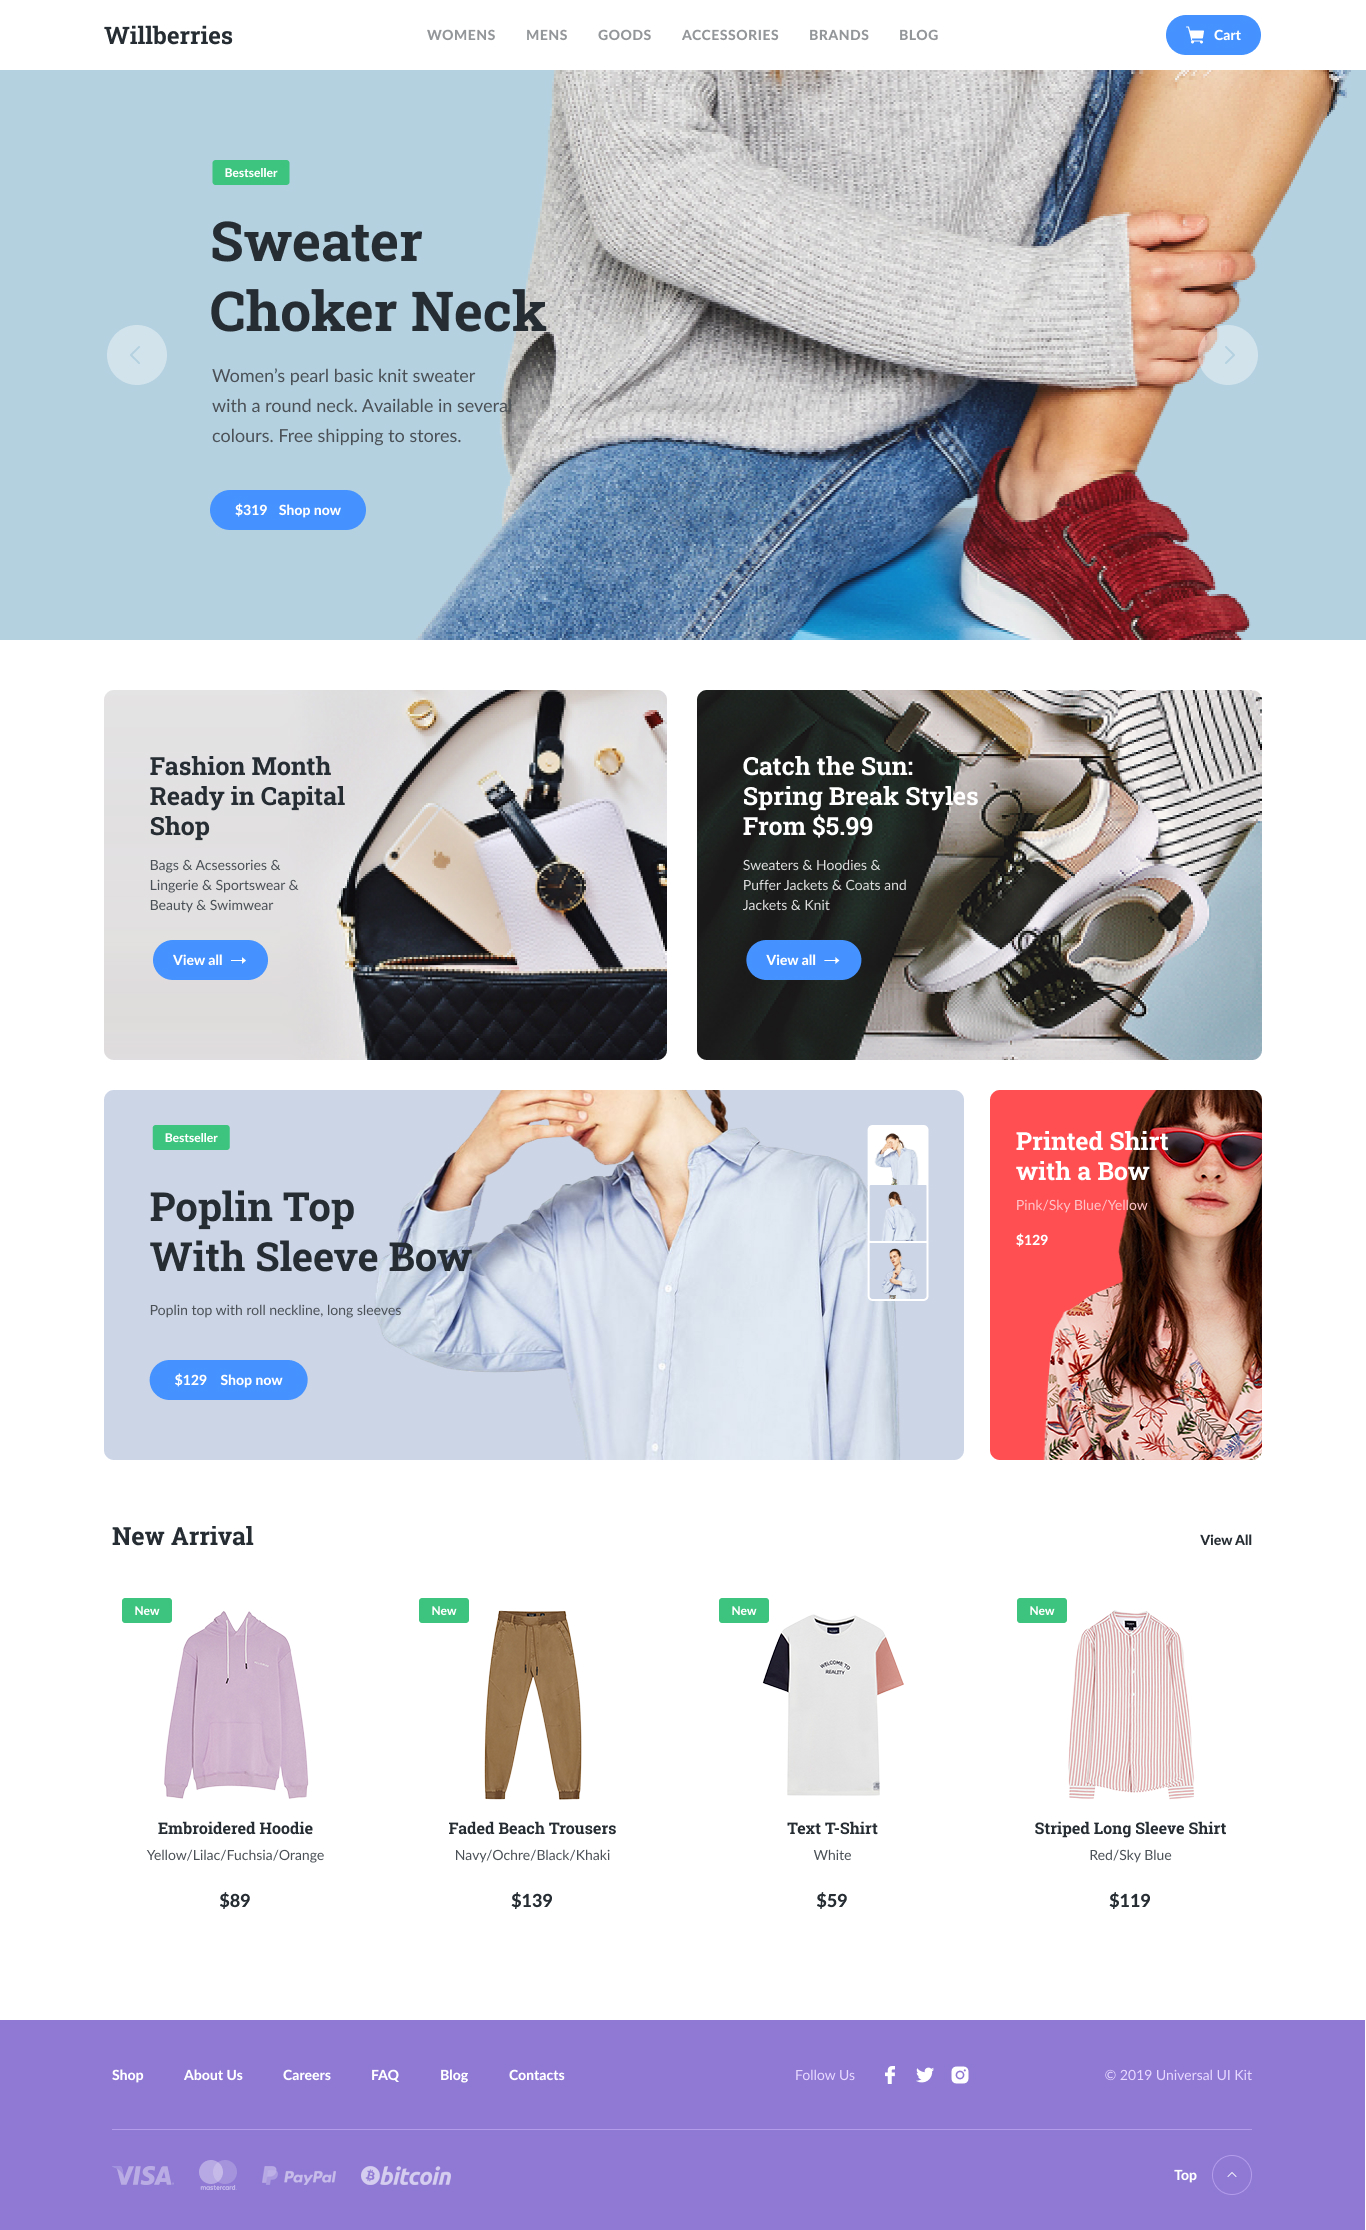 Willberries
WOMENS MENS GOODS ACCESSORIES BRANDS BLOG
Cart
Bestseller
Sweater
Choker Neck
Women’s pearl basic knit sweater
with a round neck. Available in several
colours. Free shipping to stores.
$319 Shop now
Fashion Month
Ready in Capital
Shop
Bags & Acsessories &
Lingerie & Sportswear &
Beauty & Swimwear
View all
Catch the Sun:
Spring Break Styles
From $5.99
Sweaters & Hoodies &
Puffer Jackets & Coats and
Jackets & Knit
View all
Bestseller
Poplin Top
With Sleeve Bow
Poplin top with roll neckline, long sleeves
$129 Shop now
Printed Shirt
with a Bow
Pink/Sky Blue/Yellow
$129
New Arrival
View All
New
Embroidered Hoodie
Yellow/Lilac/Fuchsia/Orange
$89
New
Faded Beach Trousers
Navy/Ochre/Black/Khaki
$139
New
WELCOME TO
REALITY
Text T-Shirt
White
$59
New
Striped Long Sleeve Shirt
Red/Sky Blue
$119
Shop About Us Careers FAQ Blog Contacts
Follow Us
© 2019 Universal UI Kit
VISA
mastercard
PayPal
bitcoin
Top